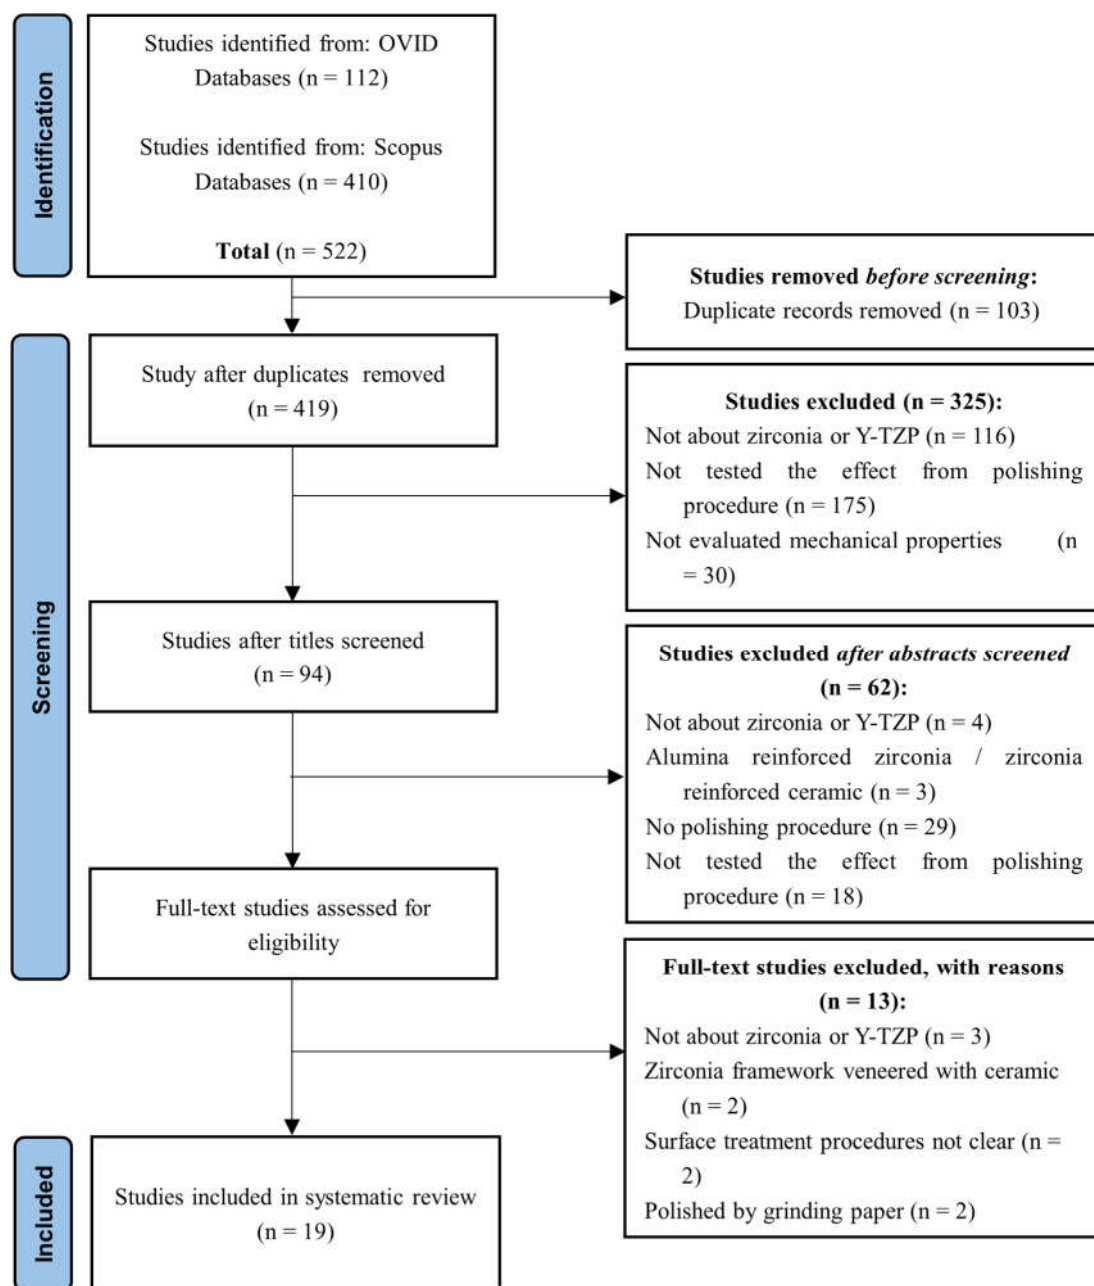 Identification
Studies identified from: OVID
Databases (n = 112)
Studies identified from: Scopus
Databases (n = 410)
Total (n = 522)
Studies removed before screening:
Duplicate records removed (n = 103)
Screening
Study after duplicates removed
(n = 419)
Studies excluded (n = 325):
Not about zirconia or Y-TZP (n = 116)
Not tested the effect from polishing
procedure (n = 175)
Not evaluated mechanical properties (n
= 30)
Studies after titles screened
(n = 94)
Studies excluded after abstracts screened
(n = 62):
Not about zirconia or Y-TZP (n = 4)
Alumina reinforced zirconia / zirconia
reinforced ceramic (n = 3)
No polishing procedure (n = 29)
Not tested the effect from polishing
procedure (n = 18)
Full-text studies assessed for
eligibility
Full-text studies excluded, with reasons
(n = 13):
Not about zirconia or Y-TZP (n = 3)
Zirconia framework veneered with ceramic
(n = 2)
Surface treatment procedures not clear (n =
2)
Polished by grinding paper (n = 2)
Included
Studies included in systematic review
(n = 19)